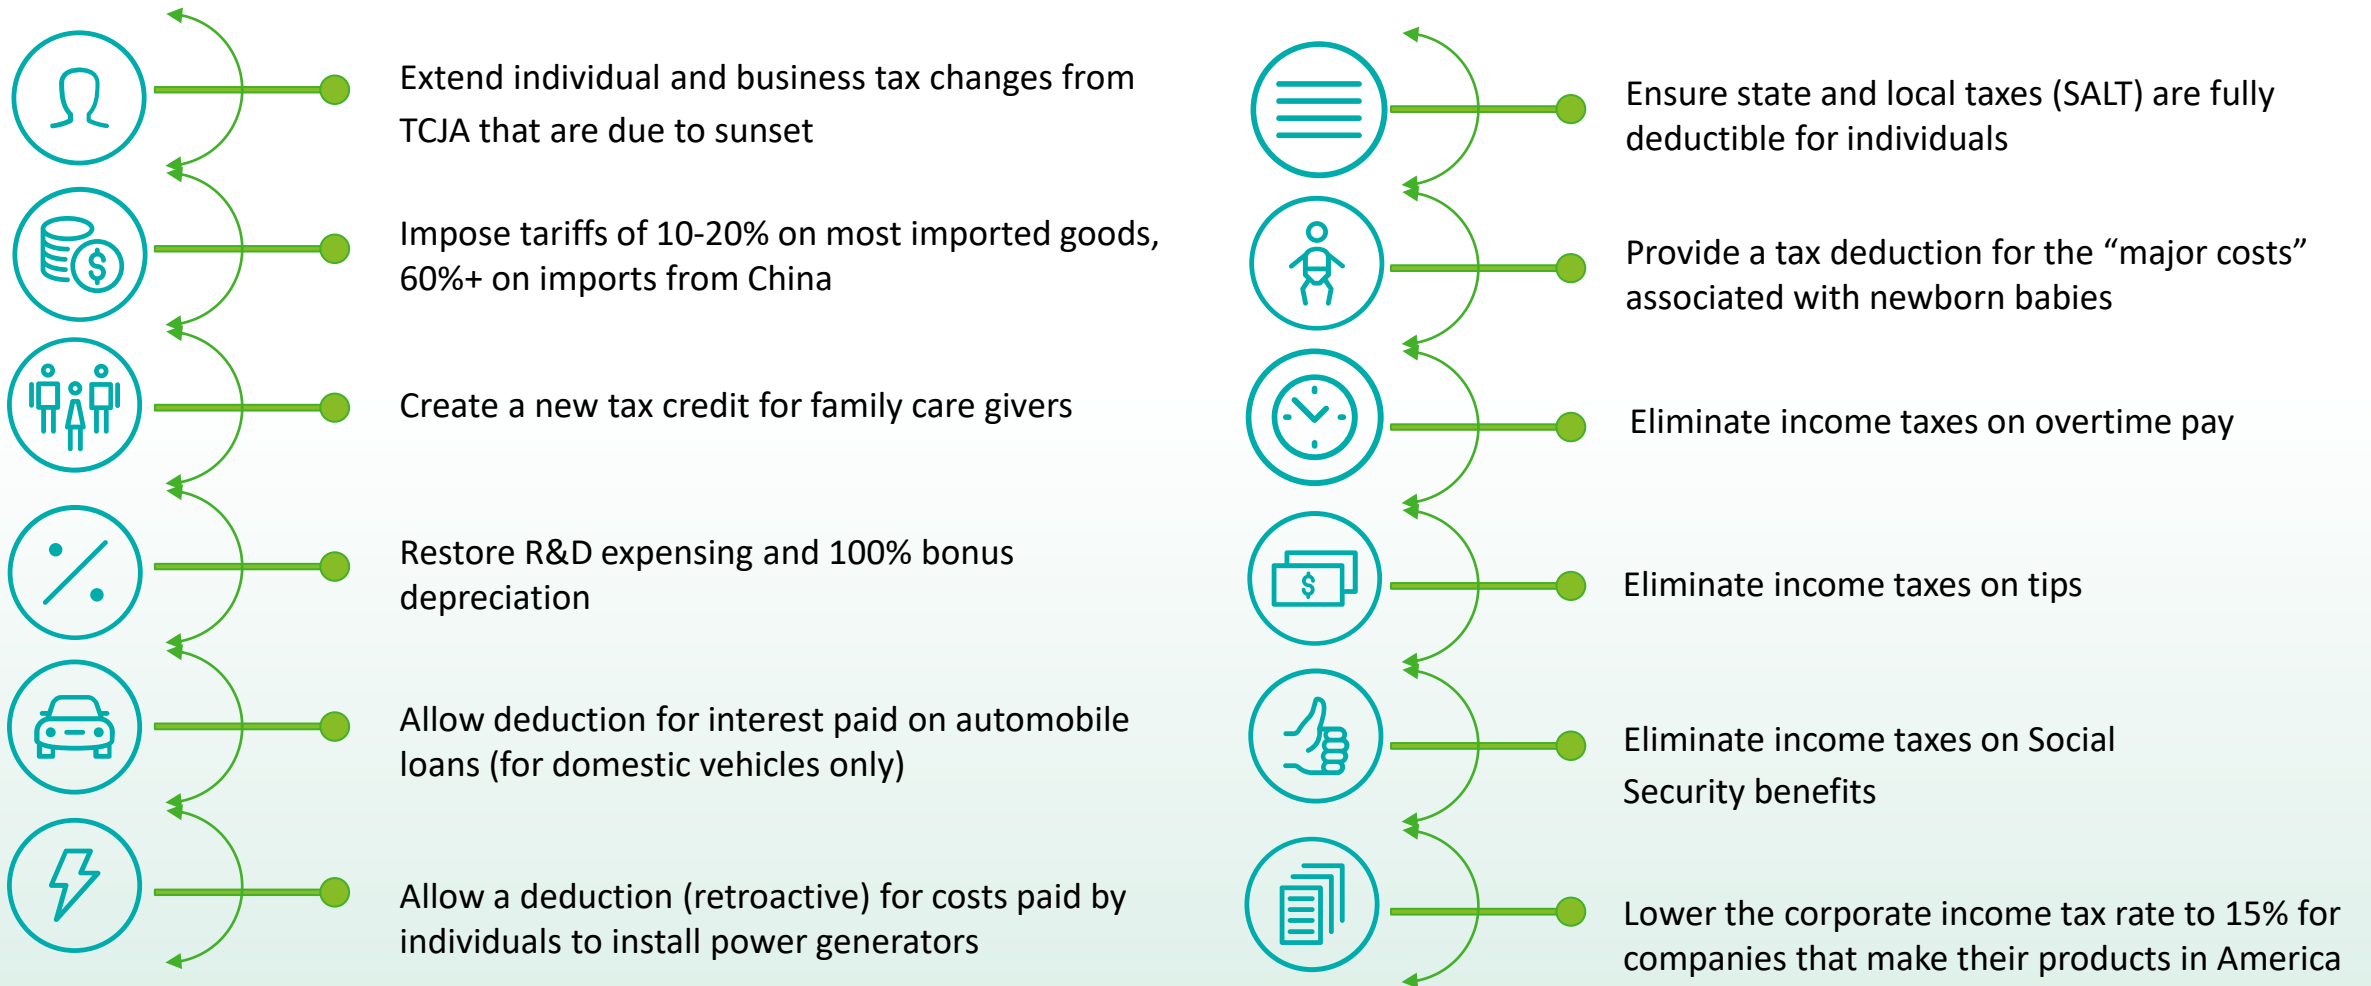 Extend individual and business tax changes from
TCJA that are due to sunset
Impose tariffs of 10-20% on most imported goods,
60%+ on imports from China
$
Create a new tax credit for family care givers
Restore R&D expensing and 100% bonus
depreciation
Allow deduction for interest paid on automobile
loans (for domestic vehicles only)
Allow a deduction (retroactive) for costs paid by
individuals to install power generators
Ensure state and local taxes (SALT) are fully
deductible for individuals
Provide a tax deduction for the “major costs”
associated with newborn babies
Eliminate income taxes on overtime pay
$
Eliminate income taxes on tips
Eliminate income taxes on Social
Security benefits
Lower the corporate income tax rate to 15% for
companies that make their products in America